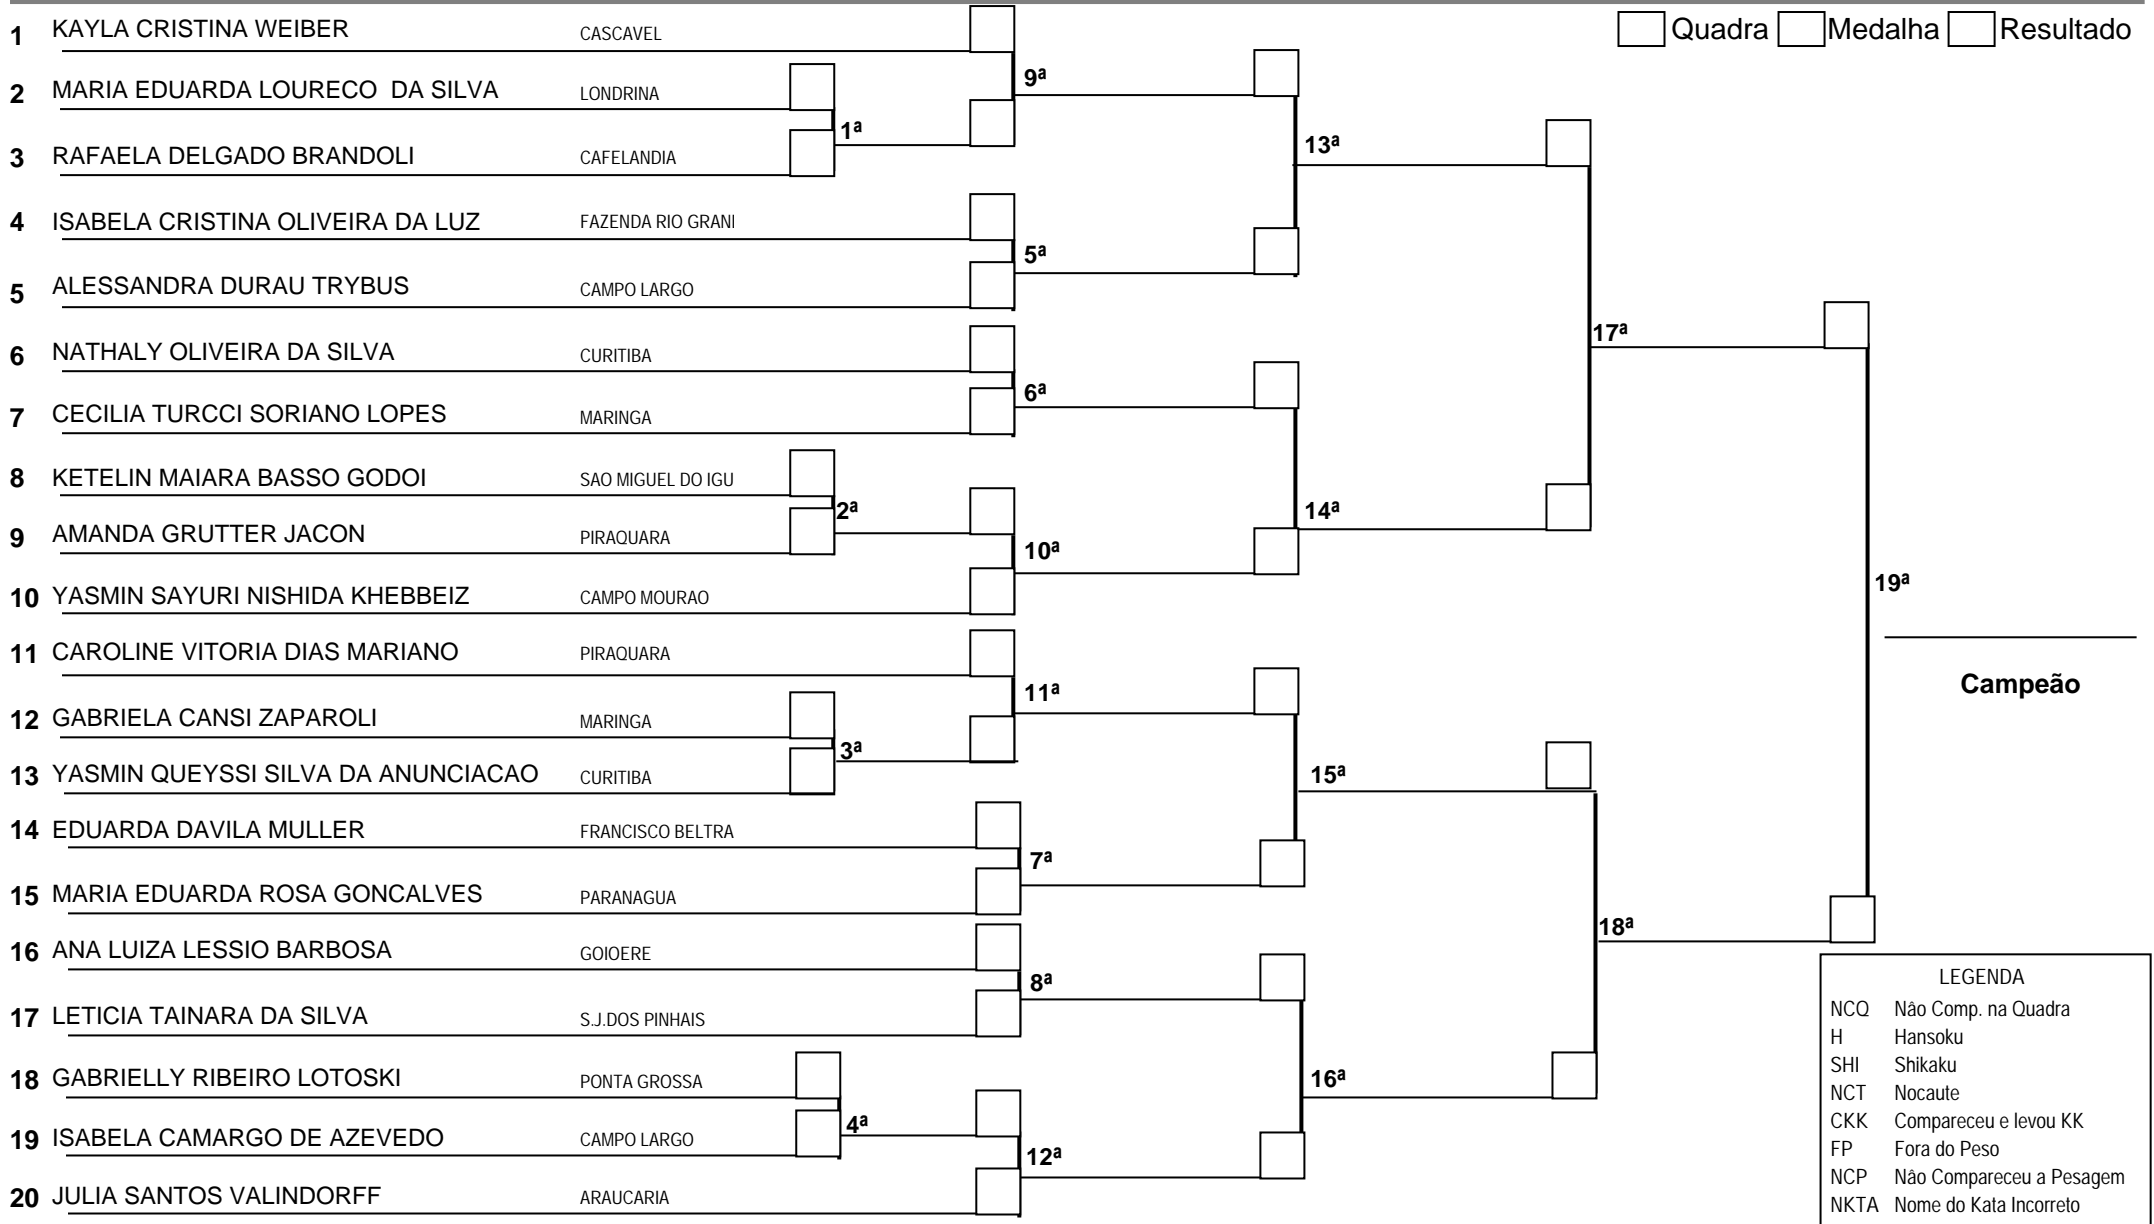 Quadra Medalha Resultado
1 KAYLA CRISTINA WEIBER CASCAVEL
9ª
2 MARIA EDUARDA LOURECO DA SILVA LONDRINA
1ª
13ª
3 RAFAELA DELGADO BRANDOLI CAFELANDIA
4 ISABELA CRISTINA OLIVEIRA DA LUZ FAZENDA RIO GRANI
5ª
5 ALESSANDRA DURAU TRYBUS CAMPO LARGO
17ª
6 NATHALY OLIVEIRA DA SILVA CURITIBA
6ª
7 CECILIA TURCCI SORIANO LOPES MARINGA
8 KETELIN MAIARA BASSO GODOI SAO MIGUEL DO IGU
2ª
14ª
9 AMANDA GRUTTER JACON PIRAQUARA
10ª
19ª
10 YASMIN SAYURI NISHIDA KHEBBEIZ CAMPO MOURAO
11 CAROLINE VITORIA DIAS MARIANO PIRAQUARA
Campeão
11ª
12 GABRIELA CANSI ZAPAROLI MARINGA
3ª
13 YASMIN QUEYSSI SILVA DA ANUNCIACAO CURITIBA
15ª
14 EDUARDA DAVILA MULLER FRANCISCO BELTRA
7ª
15 MARIA EDUARDA ROSA GONCALVES PARANAGUA
18ª
16 ANA LUIZA LESSIO BARBOSA GOIOERE
8ª
17 LETICIA TAINARA DA SILVA S.J.DOS PINHAIS
18 GABRIELLY RIBEIRO LOTOSKI PONTA GROSSA
16ª
4ª
19 ISABELA CAMARGO DE AZEVEDO CAMPO LARGO
12ª
20 JULIA SANTOS VALINDORFF ARAUCARIA
LEGENDA
NCQ Nâo Comp. na Quadra
H Hansoku
SHI Shikaku
NCT Nocaute
CKK Compareceu e levou KK
FP Fora do Peso
NCP Nâo Compareceu a Pesagem
NKTA Nome do Kata Incorreto